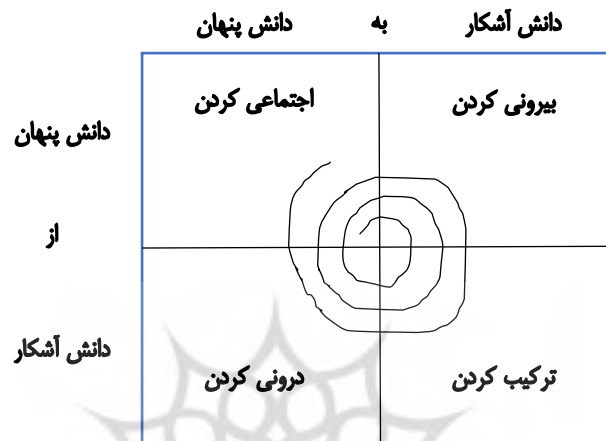 دانش آشکار به دانش پنهان
بیرونی کردن اجتماعی کردن
دانش پنهان
از
دانش آشکار
ترکیب کردن درونی کردن